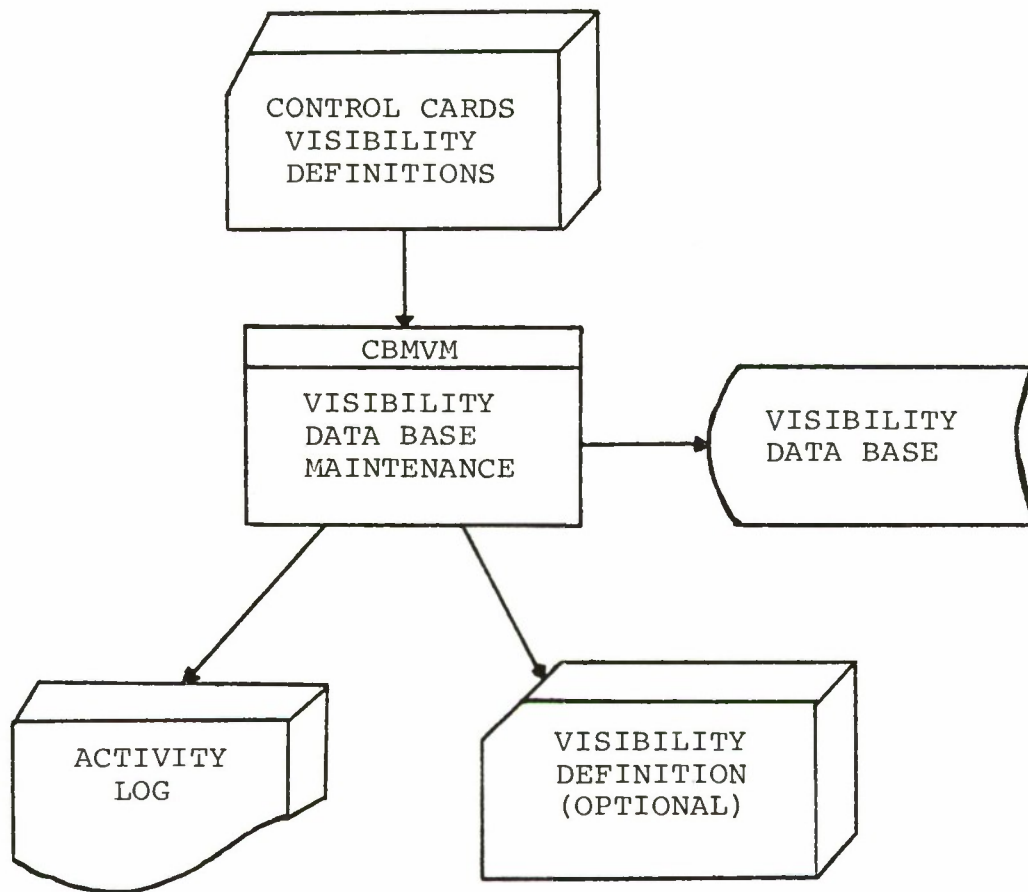 CONTROL CARDS
VISIBILITY
DEFINITIONS
CBMVM
VISIBILITY
DATA BASE
MAINTENANCE
VISIBILITY
DATA BASE
ACTIVITY
LOG
VISIBILITY
DEFINITION
(OPTIONAL)